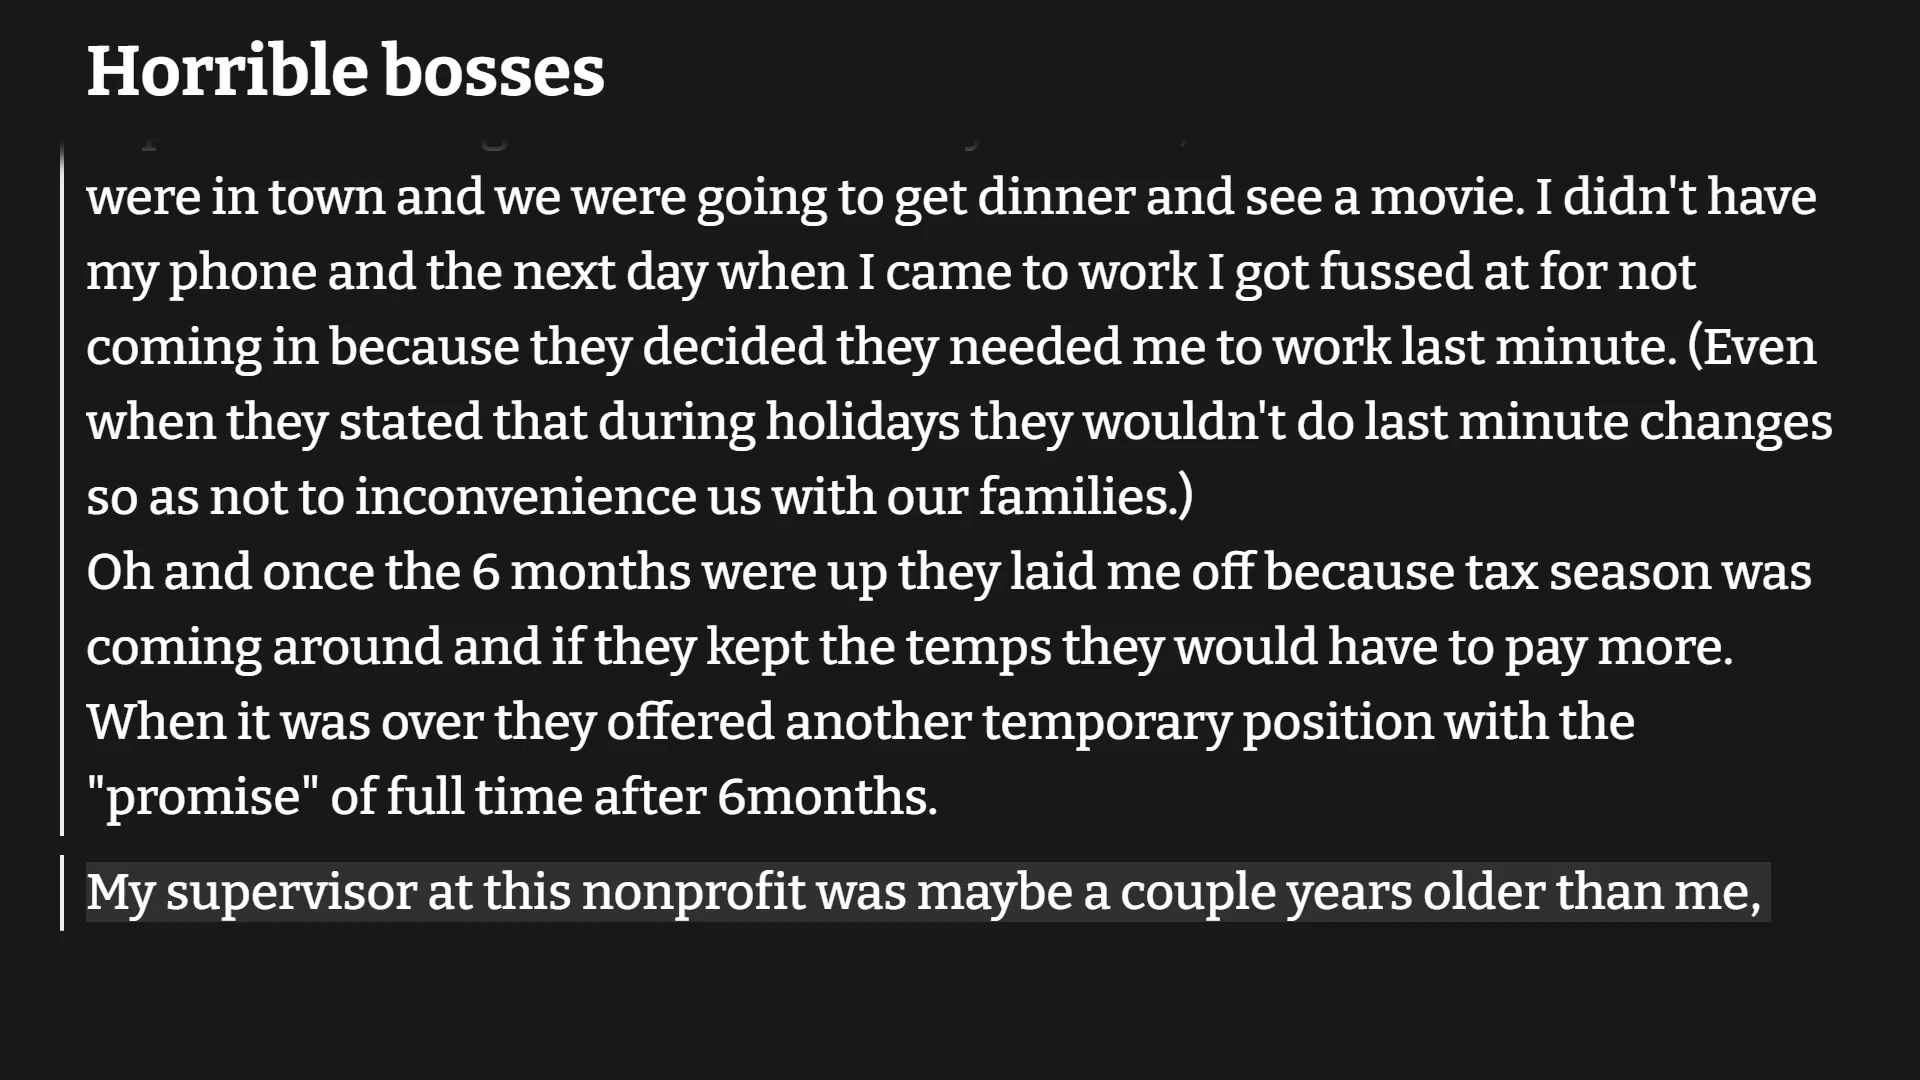 Horrible bosses
were in town and we were going to get dinner and see a movie. I didn't have
my phone and the next day when I came to work I got fussed at for not
coming in because they decided they needed me to work last minute. (Even
when they stated that during holidays they wouldn't do last minute changes
so as not to inconvenience us with our families.)
Oh and once the 6 months were up they laid me off because tax season was
coming around and if they kept the temps they would have to pay more.
When it was over they offered another temporary position with the
"promise" of full time after 6months.
My supervisor at this nonprofit was maybe a couple years older than me,